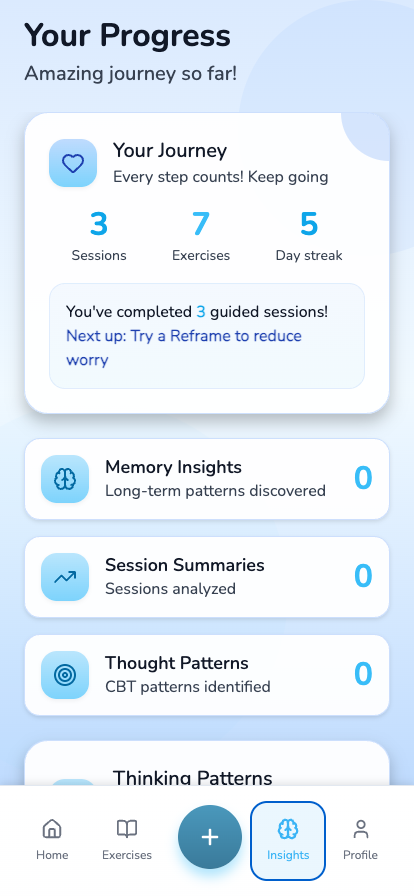 Your Progress
Amazing journey so far!
Your Journey
Every step counts! Keep going
3
7
5
Sessions
Exercises
Day streak
You've completed 3 guided sessions!
Next up: Try a Reframe to reduce
worry
Memory Insights
Long-term patterns discovered
0
Session Summaries
Sessions analyzed
0
Thought Patterns
CBT patterns identified
0
Thinking Patterns
Home
Exercises
Insights
Profile